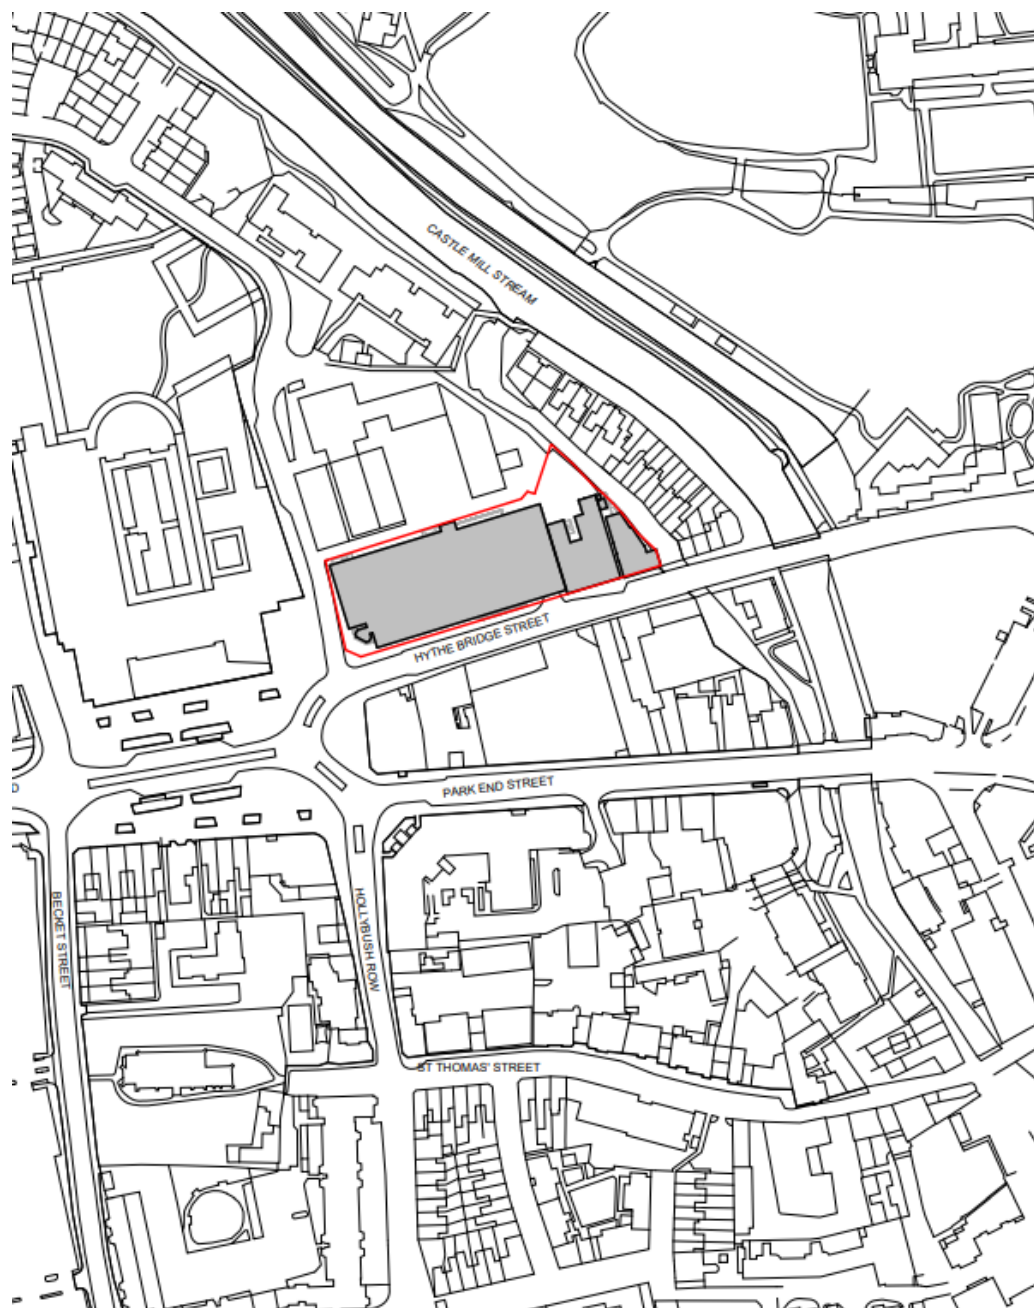 CASTLE MILL STREAM
HYTHE BRIDGE STREET
PARK END STREET
D
BECKET STREET
HOLLYBUSH ROW
ST THOMAS' STREET